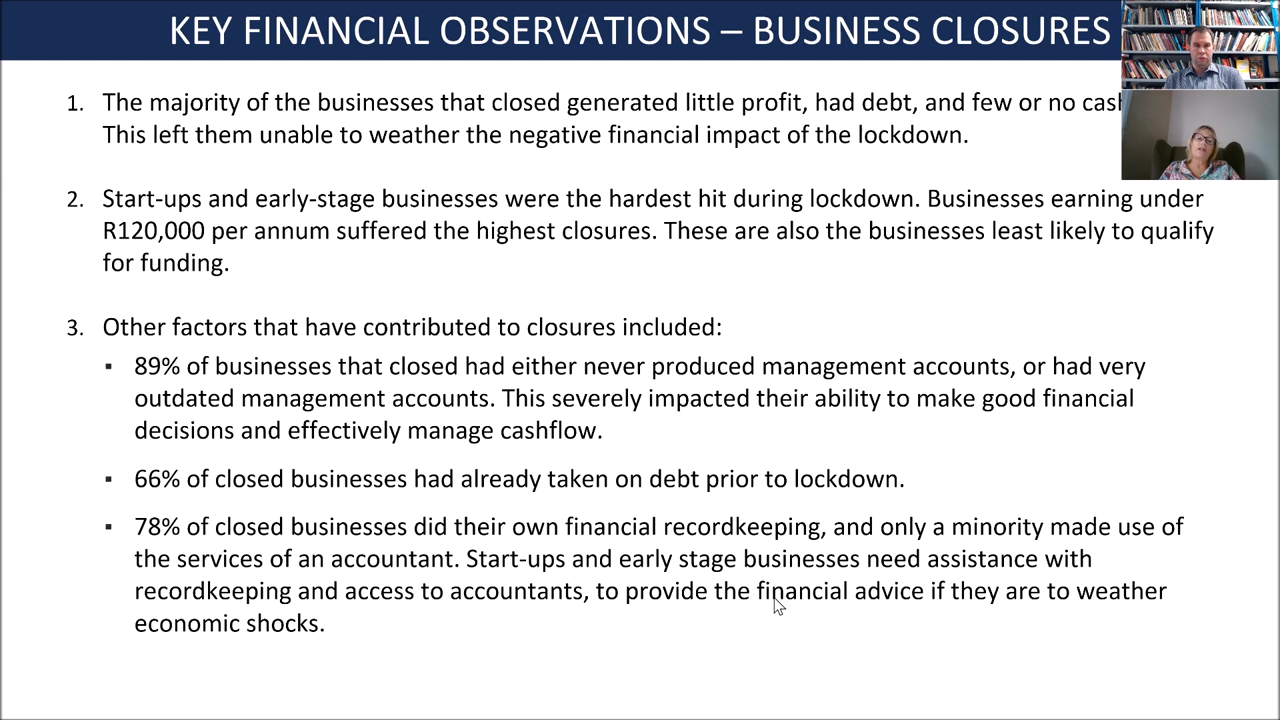 KEY FINANCIAL OBSERVATIONS – BUSINESS CLOSURES
1. The majority of the businesses that closed generated little profit, had debt, and few or no
This left them unable to weather the negative financial impact of the lockdown.
2. Start-ups and early-stage businesses were the hardest hit during lockdown. Businesses earning under
R120,000 per annum suffered the highest closures. These are also the businesses least likely to qualify
for funding.
3. Other factors that have contributed to closures included:
▪ 89% of businesses that closed had either never produced management accounts, or had very
outdated management accounts. This severely impacted their ability to make good financial
decisions and effectively manage cashflow.
▪ 66% of closed businesses had already taken on debt prior to lockdown.
▪ 78% of closed businesses did their own financial recordkeeping, and only a minority made use of
the services of an accountant. Start-ups and early stage businesses need assistance with
recordkeeping and access to accountants, to provide the financial advice if they are to weather
economic shocks.